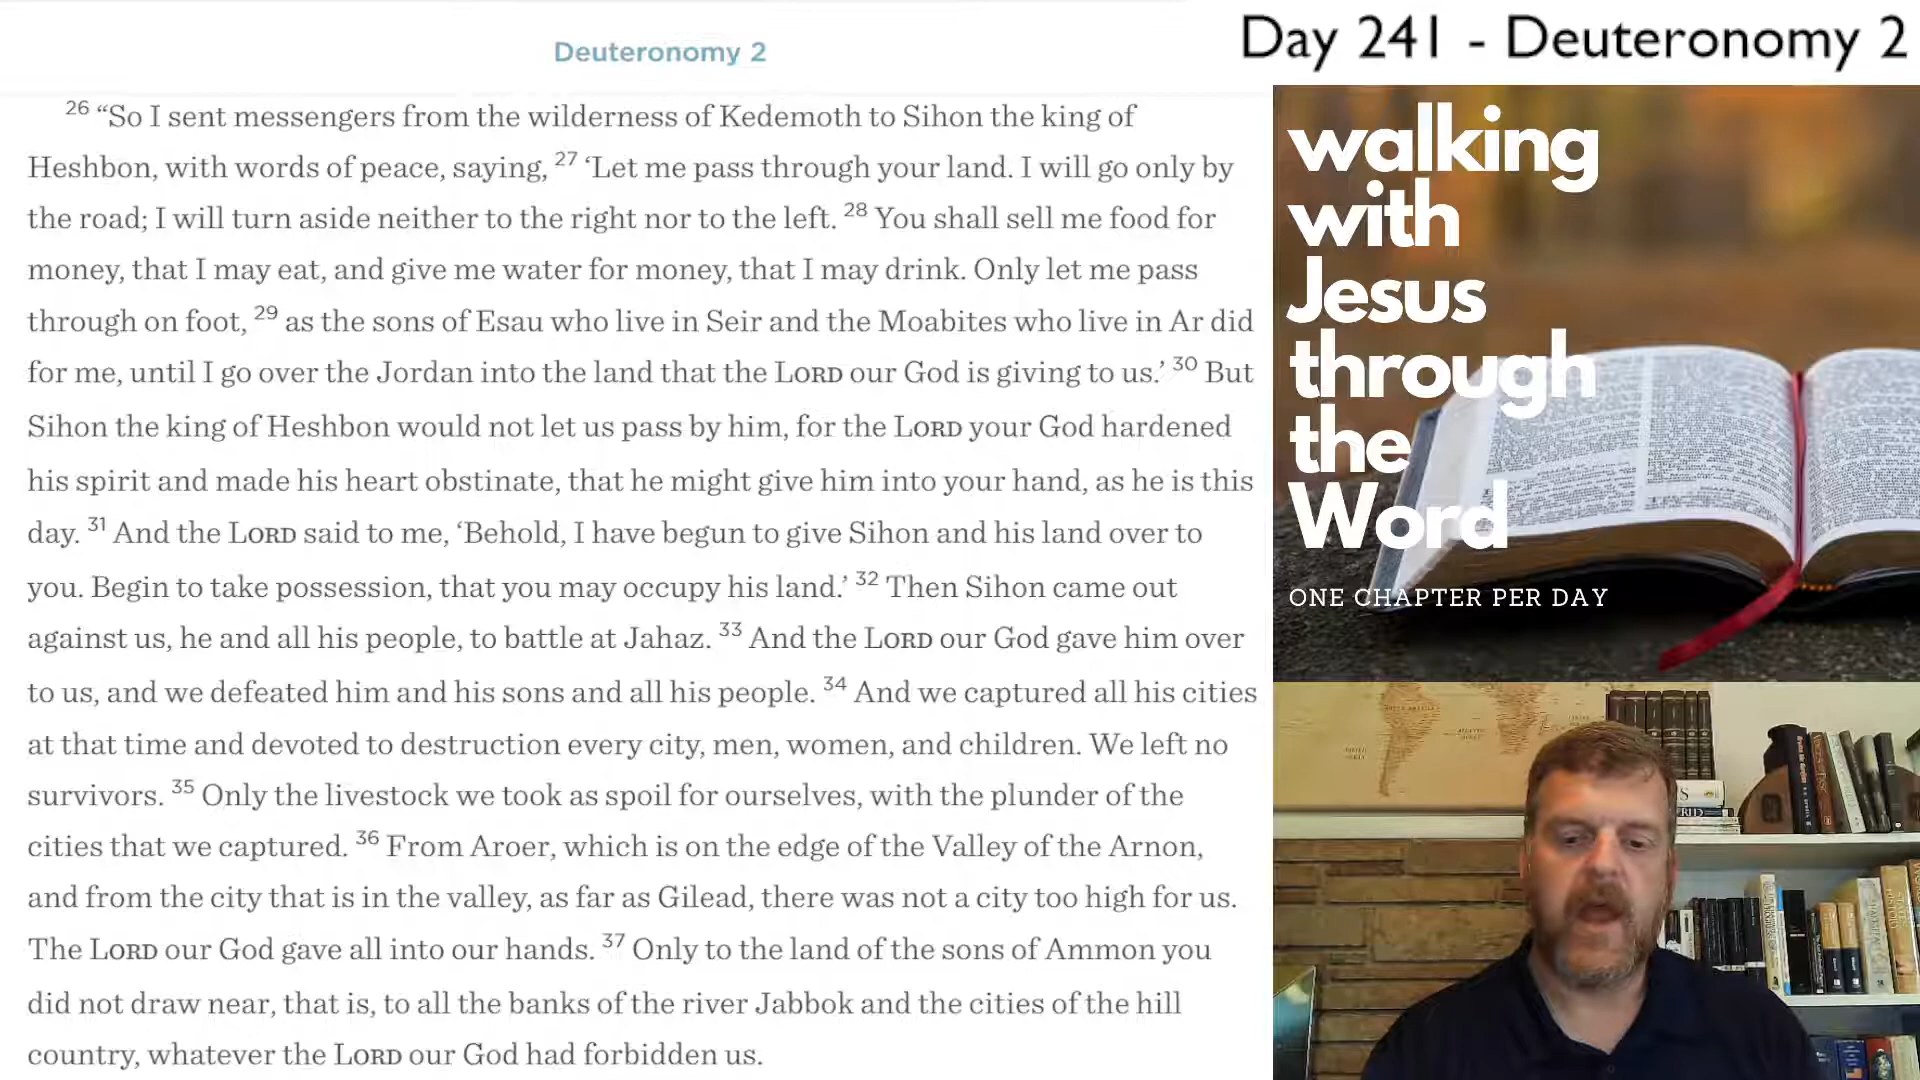 Deuteronomy 2
Day 241 - Deuteronomy 2
26 “So I sent messengers from the wilderness of Kedemoth to Sihon the king of
Heshbon, with words of peace, saying, 27 ‘Let me pass through your land. I will go only by
the road; I will turn aside neither to the right nor to the left. 28 You shall sell me food for
money, that I may eat, and give me water for money, that I may drink. Only let me pass
through on foot, 29 as the sons of Esau who live in Seir and the Moabites who live in Ar did
for me, until I go over the Jordan into the land that the LORD our God is giving to us.’ 30 But
Sihon the king of Heshbon would not let us pass by him, for the LORD your God hardened
his spirit and made his heart obstinate, that he might give him into your hand, as he is this
day. 31 And the LORD said to me, ‘Behold, I have begun to give Sihon and his land over to
you. Begin to take possession, that you may occupy his land.’ 32 Then Sihon came out
against us, he and all his people, to battle at Jahaz. 33 And the LORD our God gave him over
to us, and we defeated him and his sons and all his people. 34 And we captured all his cities
at that time and devoted to destruction every city, men, women, and children. We left no
survivors. 35 Only the livestock we took as spoil for ourselves, with the plunder of the
cities that we captured. 36 From Aroer, which is on the edge of the Valley of the Arnon,
and from the city that is in the valley, as far as Gilead, there was not a city too high for us.
The LORD our God gave all into our hands. 37 Only to the land of the sons of Ammon you
did not draw near, that is, to all the banks of the river Jabbok and the cities of the hill
country, whatever the LORD our God had forbidden us.
walking
with
Jesus
through
the
Word
ONE CHAPTER PER DAY